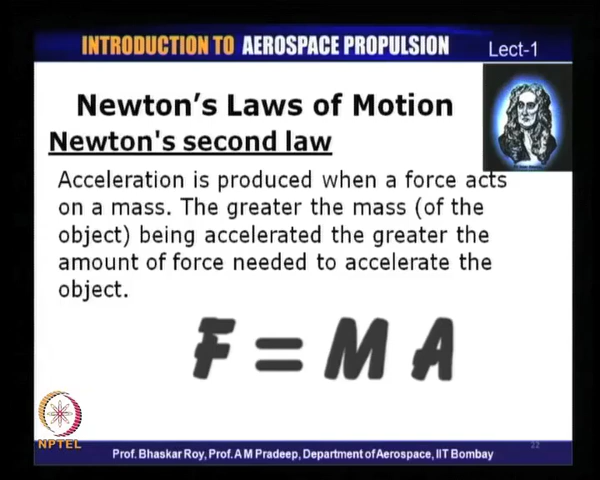 INTRODUCTION TO AEROSPACE PROPULSION
Lect-1
Newton's Laws of Motion
Newton's second law
Acceleration is produced when a force acts
on a mass. The greater the mass (of the
object) being accelerated the greater the
amount of force needed to accelerate the
object.
F = M A
NPTEL
22
Prof. Bhaskar Roy, Prof. A M Pradeep, Department of Aerospace, IIT Bombay